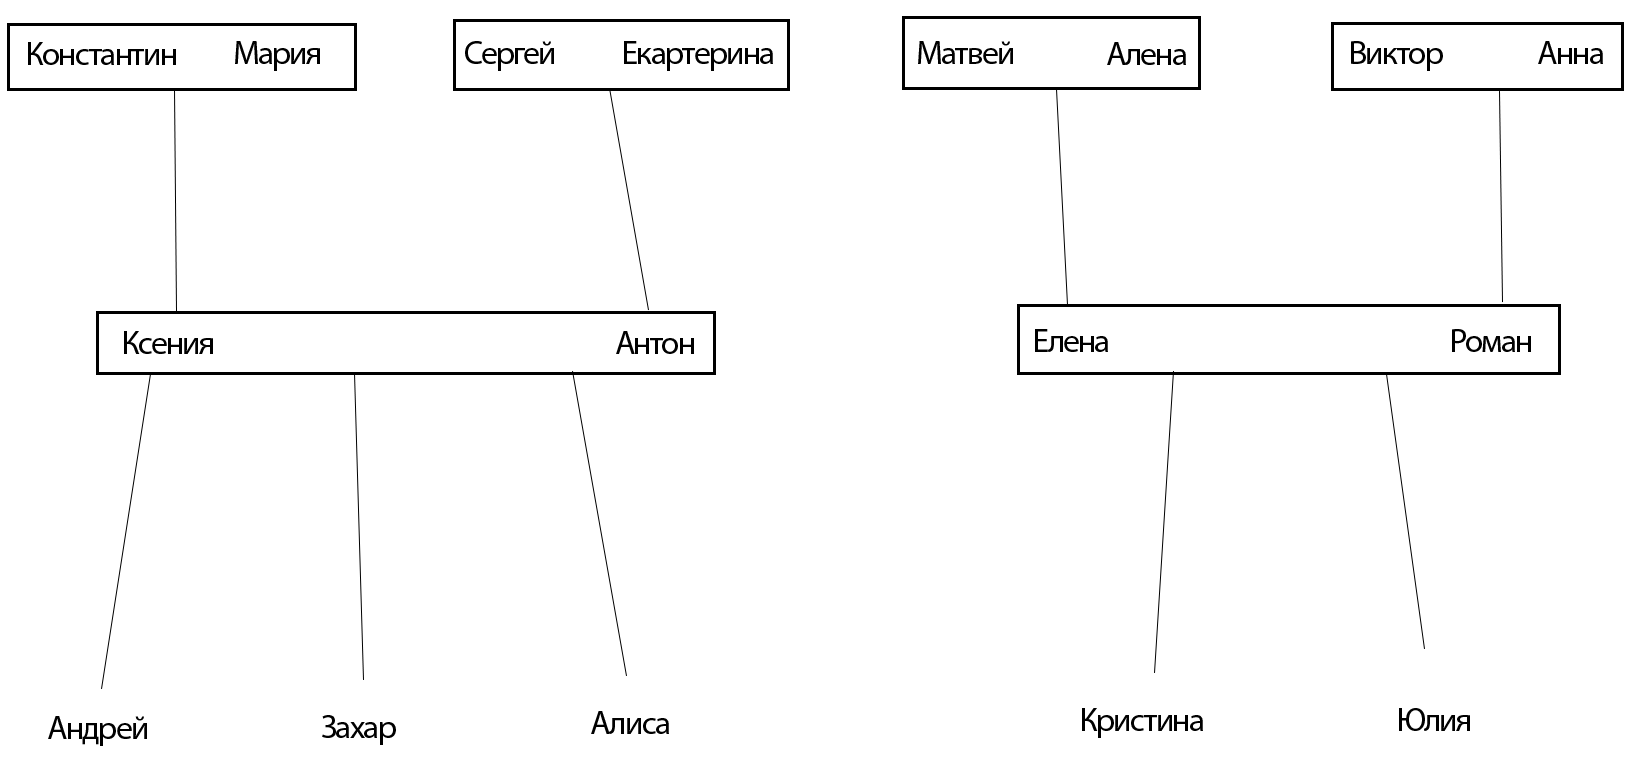 Константин Мария
Сергей Екартерина
Матвей Алена
Виктор Анна
Ксения Антон
Елена Роман
Андрей
Захар
Алиса
Кристина
Юлия